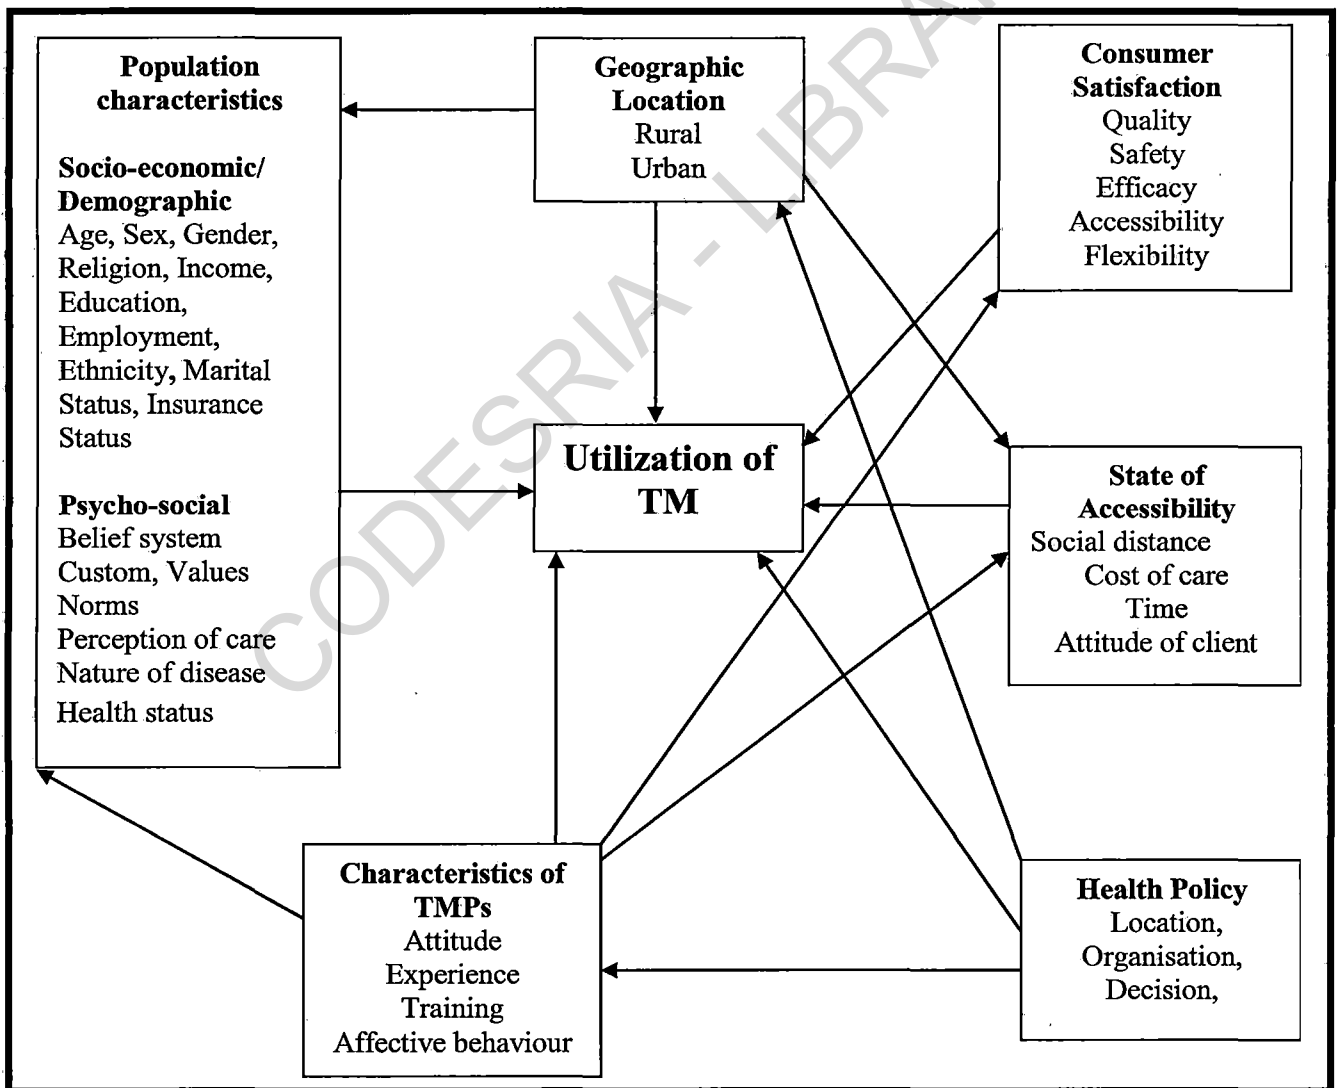 Population
characteristics
Socio-economic/
Demographic
Age, Sex, Gender,
Religion, Income,
Education,
Employment,
Ethnicity, Marital
Status, Insurance
Status
Psycho-social
Belief system
Custom, Values
Norms
Perception of care
Nature of disease
Health status
Geographic
Location
Rural
Urban
Consumer
Satisfaction
Quality
Safety
Efficacy
Accessibility
Flexibility
Utilization of
TM
State of
Accessibility
Social distance
Cost of care
Time
Attitude of client
Characteristics of
TMPs
Attitude
Experience
Training
Affective behaviour
Health Policy
Location,
Organisation,
Decision,
CODESRIA - LIBRA